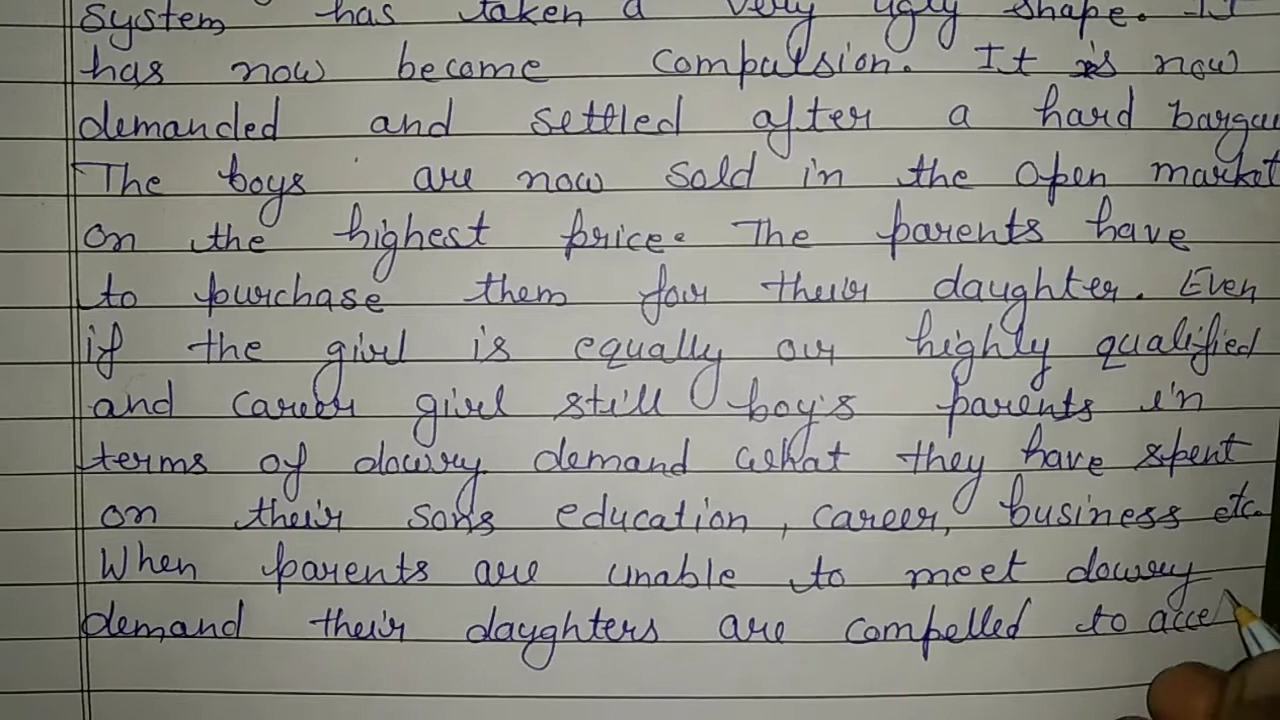 system has taken a very ugly shape. It
has now become compulsion. It is now
demanded and settled after a hard bargai
The boys are now sold in the open market
on the highest price. The parents have
to purchase them for their daughter. Even
if the girl is equally or highly qualified
and career girl still boy's parents in
terms of dowry demand what they have spent
on their sons education, career, business etc.
When parents are unable to meet dowry
demand their dayghters are compelled to acce